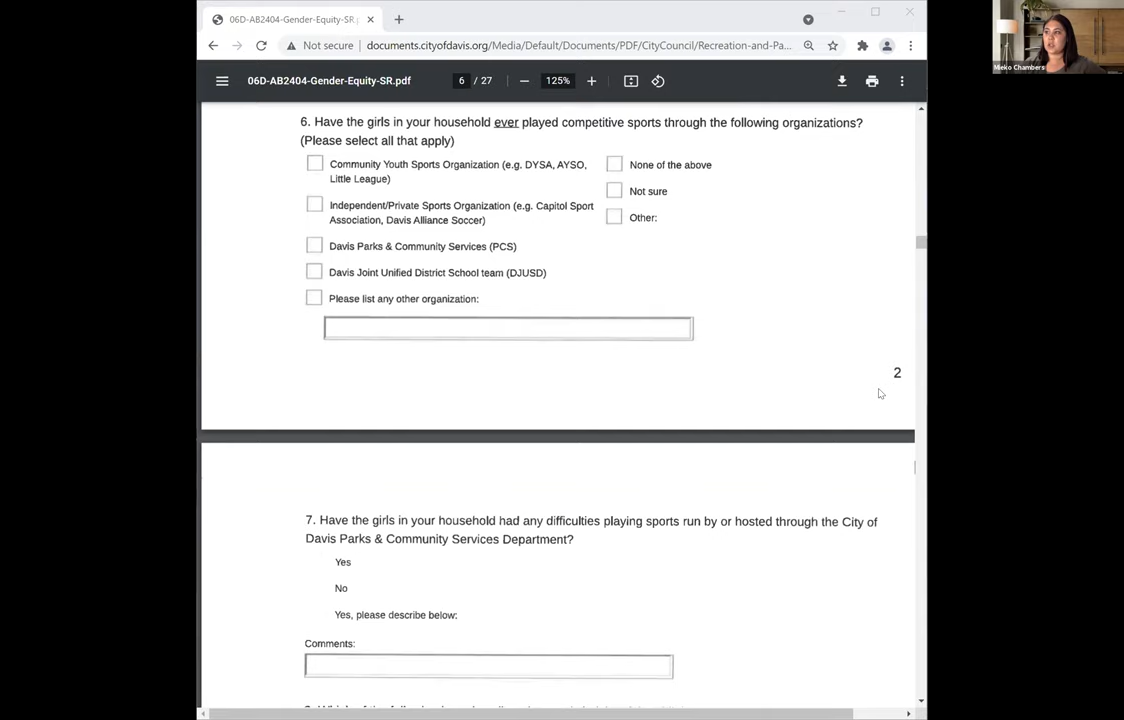 06D-AB2404-Gender-Equity-SR.p
Not secure
documents.cityofdavis.org/Media/Default/Documents/PDF/CityCouncil/Recreation-and-Pa...
06D-AB2404-Gender-Equity-SR.pdf
6 / 27
125%
Mieko Chambers
6. Have the girls in your household ever played competitive sports through the following organizations?
(Please select all that apply)
Community Youth Sports Organization (e.g. DYSA, AYSO,
Little League)
Independent/Private Sports Organization (e.g. Capitol Sport
Association, Davis Alliance Soccer)
Davis Parks & Community Services (PCS)
Davis Joint Unified District School team (DJUSD)
Please list any other organization:
None of the above
Not sure
Other:
2
7. Have the girls in your household had any difficulties playing sports run by or hosted through the City of
Davis Parks & Community Services Department?
Yes
No
Yes, please describe below:
Comments: